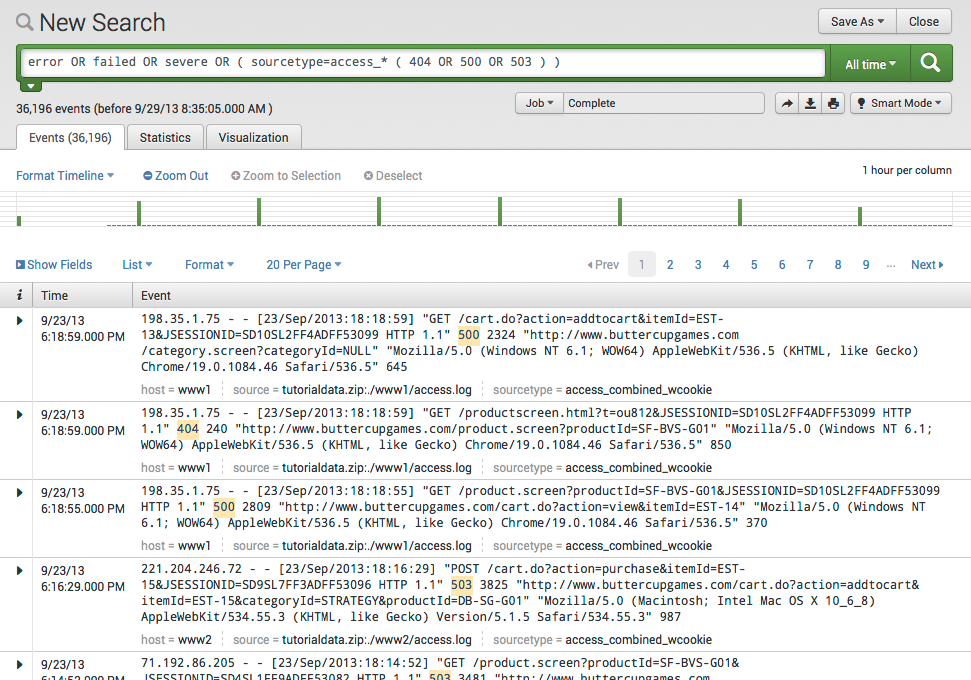 New Search
Save As
Close
error OR failed OR severe OR ( sourcetype=access_* ( 404 OR 500 OR 503 ) )
All time
36,196 events (before 9/29/13 8:35:05.000 AM )
Job
Complete
Smart Mode
Events (36,196)
Statistics
Visualization
Format Timeline
Zoom Out
Zoom to Selection
Deselect
1 hour per column
Show Fields
List
Format
20 Per Page
Prev 1 2 3 4 5 6 7 8 9 ... Next
i Time Event
9/23/13
6:18:59.000 PM
198.35.1.75 - - [23/Sep/2013:18:18:59] "GET /cart.do?action=addtocart&itemId=EST-
13&JSESSIONID=SD10SL2FF4ADFF53099 HTTP 1.1" 500 2324 "http://www.buttercupgames.com
/category.screen?categoryId=NULL" "Mozilla/5.0 (Windows NT 6.1; WOW64) AppleWebKit/536.5 (KHTML, like Gecko)
Chrome/19.0.1084.46 Safari/536.5" 645
host = www1 source = tutorialdata.zip:./www1/access.log sourcetype = access_combined_wcookie
9/23/13
6:18:59.000 PM
198.35.1.75 - - [23/Sep/2013:18:18:59] "GET /productscreen.html?t=ou812&JSESSIONID=SD10SL2FF4ADFF53099 HTTP
1.1" 404 240 "http://www.buttercupgames.com/product.screen?productId=SF-BVS-G01" "Mozilla/5.0 (Windows NT 6.1;
WOW64) AppleWebKit/536.5 (KHTML, like Gecko) Chrome/19.0.1084.46 Safari/536.5" 850
host = www1 source = tutorialdata.zip:./www1/access.log sourcetype = access_combined_wcookie
9/23/13
6:18:55.000 PM
198.35.1.75 - - [23/Sep/2013:18:18:55] "GET /product.screen?productId=SF-BVS-G01&JSESSIONID=SD10SL2FF4ADFF53099
HTTP 1.1" 500 2809 "http://www.buttercupgames.com/cart.do?action=view&itemId=EST-14" "Mozilla/5.0 (Windows NT
6.1; WOW64) AppleWebKit/536.5 (KHTML, like Gecko) Chrome/19.0.1084.46 Safari/536.5" 370
host = www1 source = tutorialdata.zip:./www1/access.log sourcetype = access_combined_wcookie
9/23/13
6:16:29.000 PM
221.204.246.72 - - [23/Sep/2013:18:16:29] "POST /cart.do?action=purchase&itemId=EST-
15&JSESSIONID=SD9SL7FF3ADFF53096 HTTP 1.1" 503 3825 "http://www.buttercupgames.com/cart.do?action=addtocart&
itemId=EST-15&categoryId=STRATEGY&productId=DB-SG-G01" "Mozilla/5.0 (Macintosh; Intel Mac OS X 10_6_8)
AppleWebKit/534.55.3 (KHTML, like Gecko) Version/5.1.5 Safari/534.55.3" 987
host = www2 source = tutorialdata.zip:./www2/access.log sourcetype = access_combined_wcookie
9/23/13
6:14:52.000 PM
71.192.86.205 - - [23/Sep/2013:18:14:52] "GET /product.screen?productId=SF-BVS-G01&
JSESSIONID=SD4SL1FF9ADFF53082 HTTP 1.1" 503 3481 "http://www.buttercupgames.com